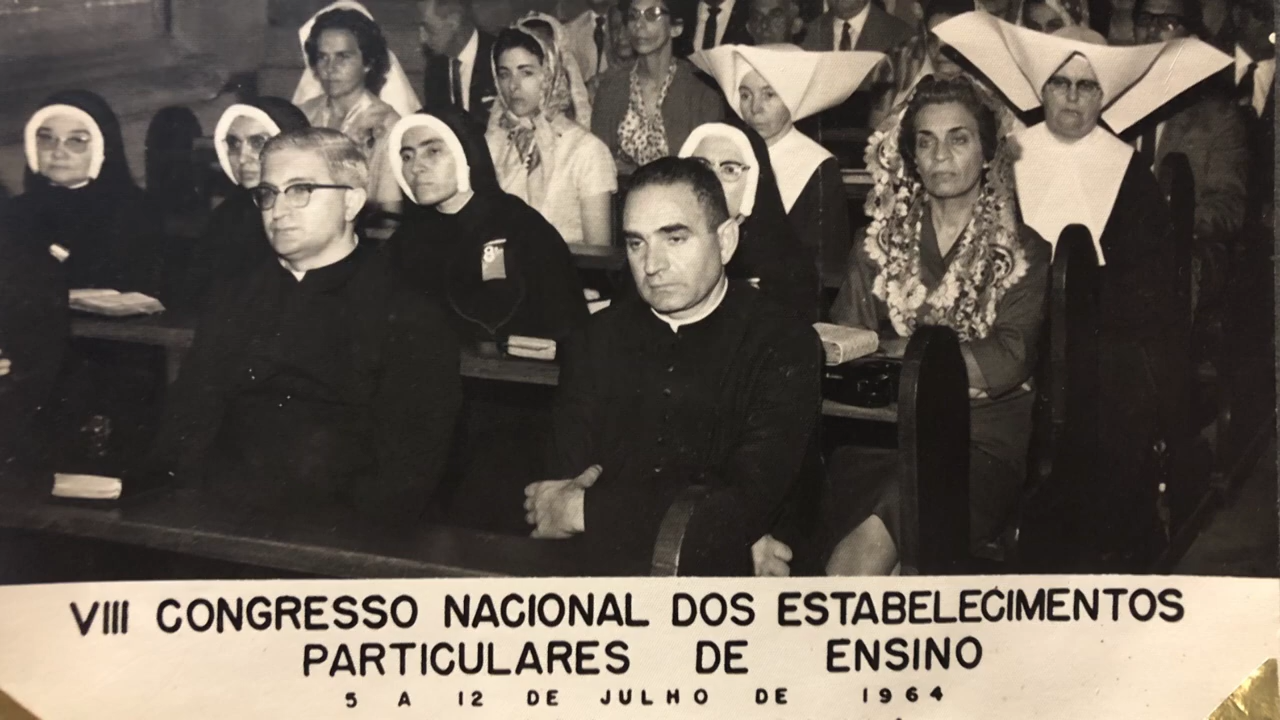 VIII CONGRESSO NACIONAL DOS ESTABELECIMENTOS
PARTICULARES DE ENSINO
5 A 12 DE JULHO DE 1964